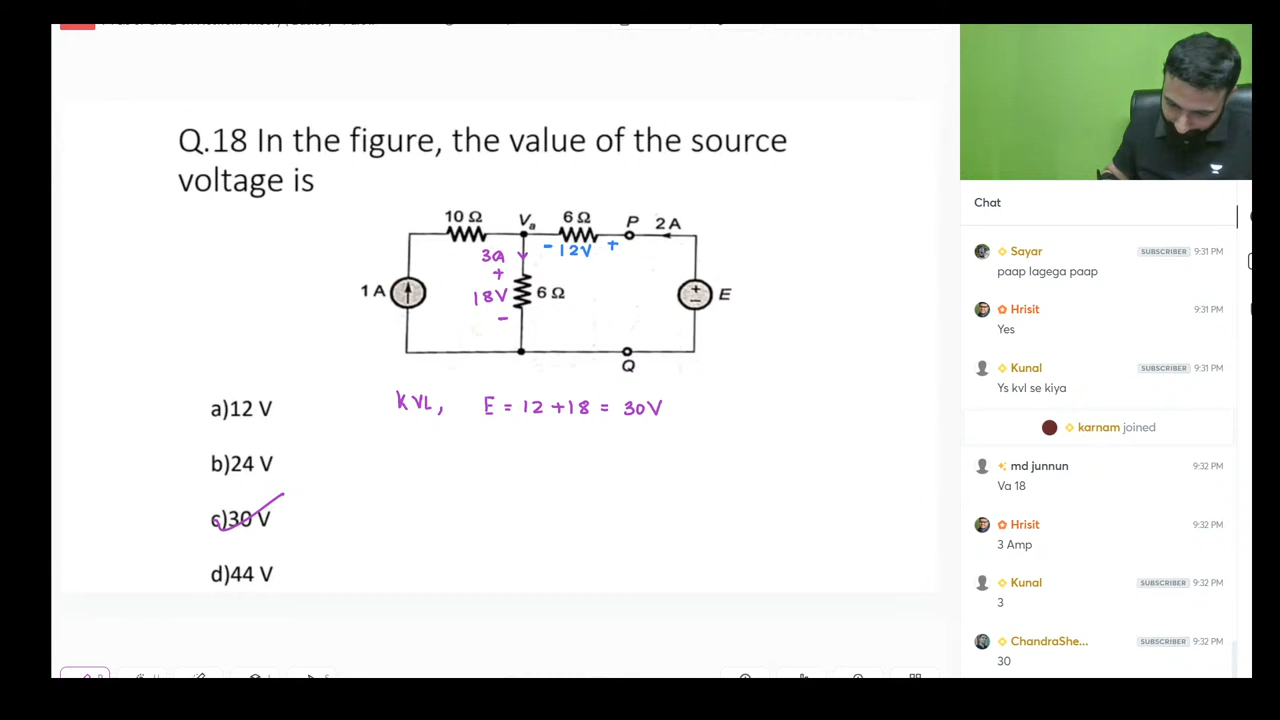 Q.18 In the figure, the value of the source
voltage is
10 Ω
Va
6 Ω
P
2 A
- 12V +
3A
+
18V
-
6 Ω
1 A
+
-
E
Q
KVL, E = 12 + 18 = 30V
a)12 V
b)24 V
c)30 V
d)44 V
Chat
Sayar
SUBSCRIBER
9:31 PM
paap lagega paap
Hrisit
9:31 PM
Yes
Kunal
SUBSCRIBER
9:31 PM
Ys kvl se kiya
karnam joined
md junnun
9:32 PM
Va 18
Hrisit
9:32 PM
3 Amp
Kunal
SUBSCRIBER
9:32 PM
3
ChandraShe...
SUBSCRIBER
9:32 PM
30